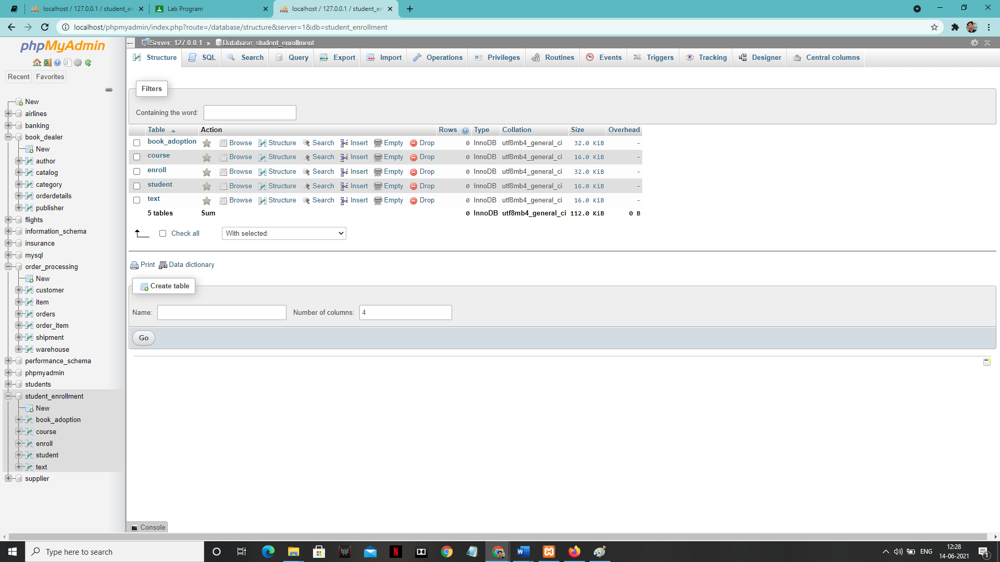 localhost / 127.0.0.1 / student_en
Lab Program
localhost / 127.0.0.1 / student_en
localhost/phpmyadmin/index.php?route=/database/structure&server=1&db=student_enrollment
phpMyAdmin
Recent Favorites
New
airlines
banking
book_dealer
New
author
catalog
category
orderdetails
publisher
flights
information_schema
insurance
mysql
order_processing
New
customer
item
orders
order_item
shipment
warehouse
performance_schema
phpmyadmin
students
student_enrollment
New
book_adoption
course
enroll
student
text
supplier
Server: 127.0.0.1 » Database: student_enrollment
Structure SQL Search Query Export Import Operations Privileges Routines Events Triggers Tracking Designer Central columns
Filters
Containing the word:
Table Action Rows Type Collation Size Overhead
book_adoption Browse Structure Search Insert Empty Drop 0 InnoDB utf8mb4_general_ci 32.0 KiB -
course Browse Structure Search Insert Empty Drop 0 InnoDB utf8mb4_general_ci 16.0 KiB -
enroll Browse Structure Search Insert Empty Drop 0 InnoDB utf8mb4_general_ci 32.0 KiB -
student Browse Structure Search Insert Empty Drop 0 InnoDB utf8mb4_general_ci 16.0 KiB -
text Browse Structure Search Insert Empty Drop 0 InnoDB utf8mb4_general_ci 16.0 KiB -
5 tables Sum 0 InnoDB utf8mb4_general_ci 112.0 KiB 0 B
Check all With selected:
Print Data dictionary
Create table
Name: Number of columns: 4
Go
Console
Type here to search
ENG
12:28
14-06-2021
1